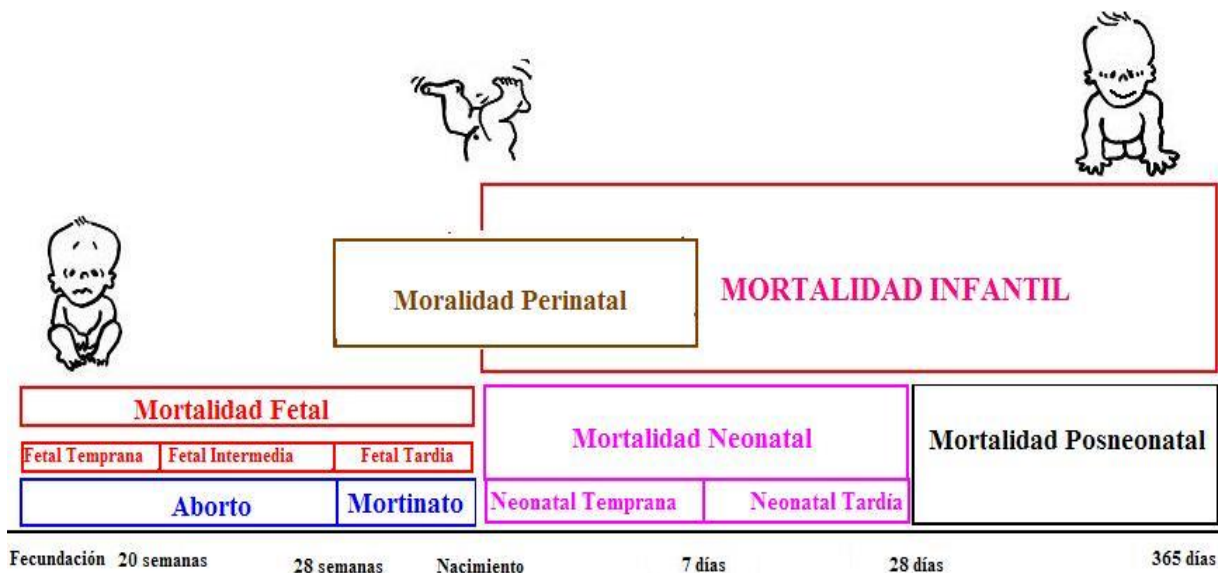 Moralidad Perinatal
MORTALIDAD INFANTIL
Mortalidad Fetal
Fetal Temprana
Fetal Intermedia
Fetal Tardia
Aborto
Mortinato
Mortalidad Neonatal
Neonatal Temprana
Neonatal Tardía
Mortalidad Posneonatal
Fecundación
20 semanas
28 semanas
Nacimiento
7 días
28 días
365 días